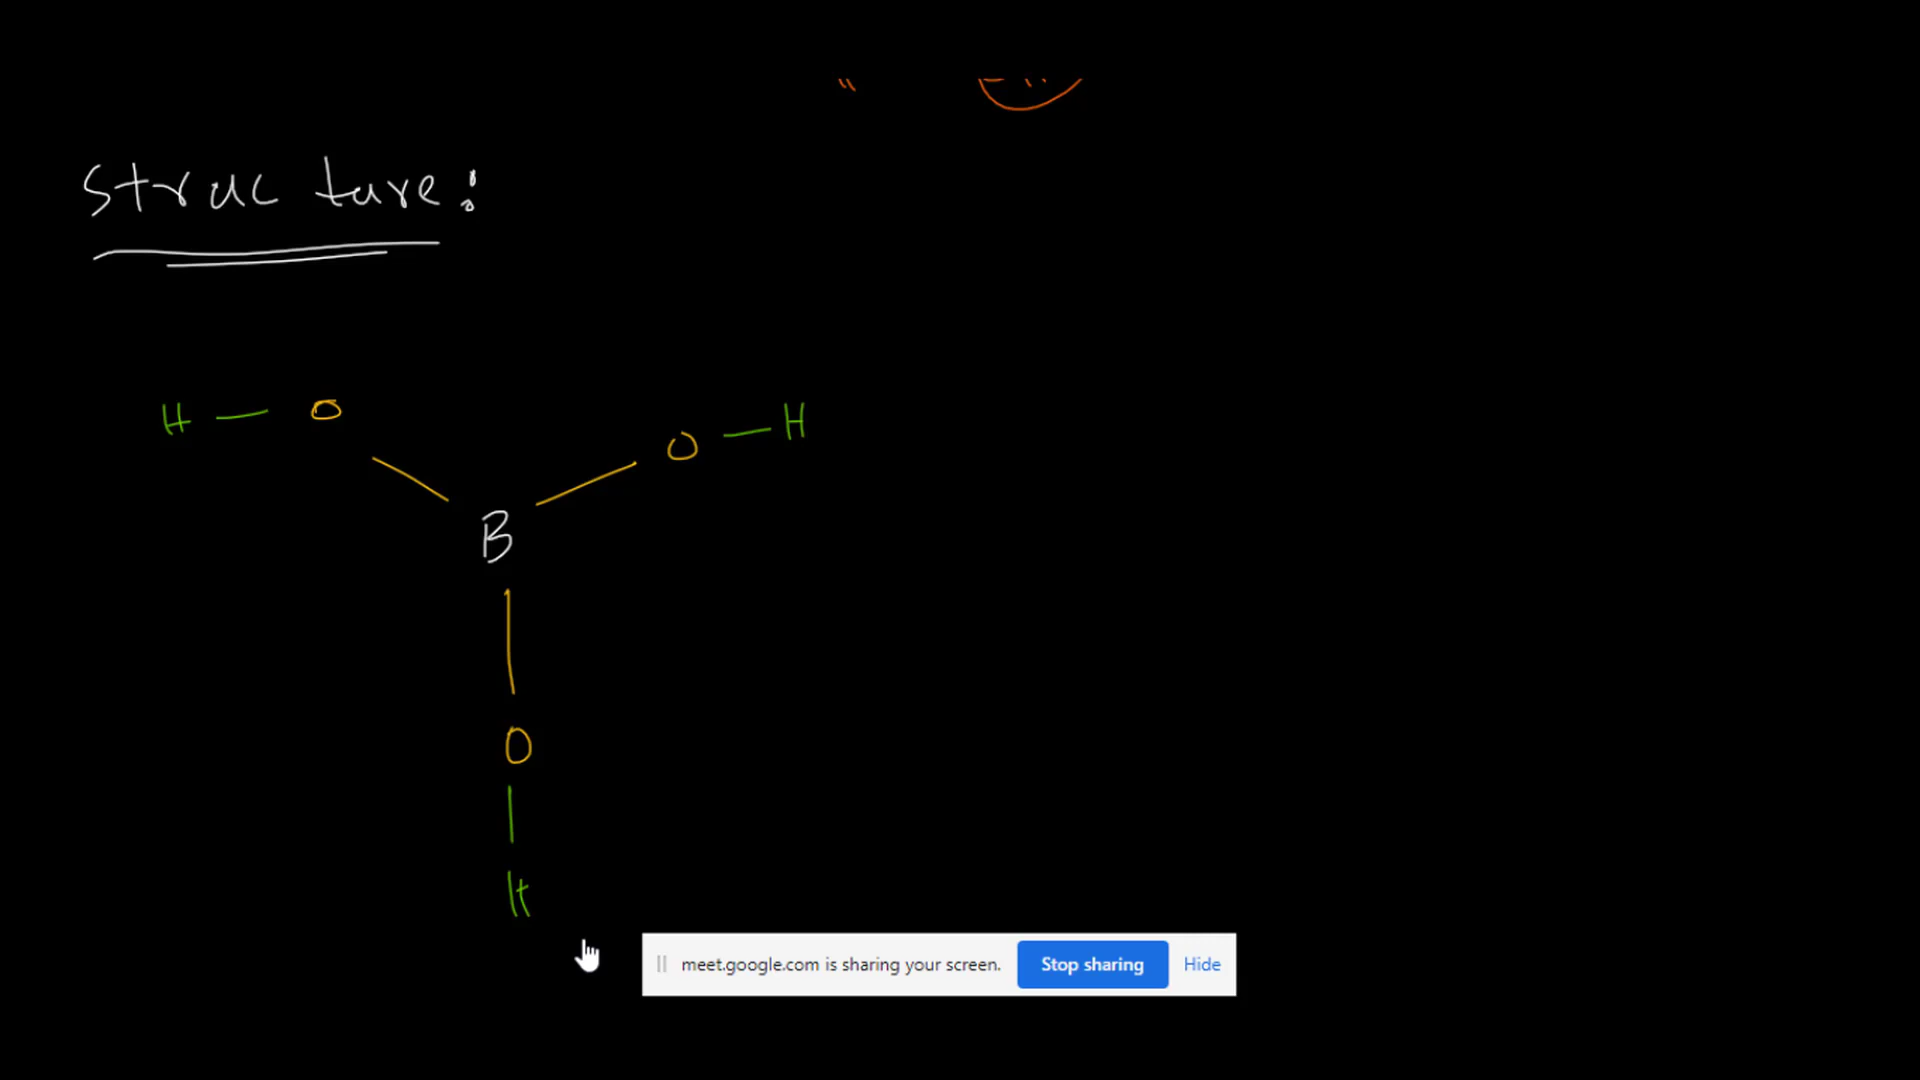 Structure:
H — O O — H
B
O
H
meet.google.com is sharing your screen. Stop sharing Hide